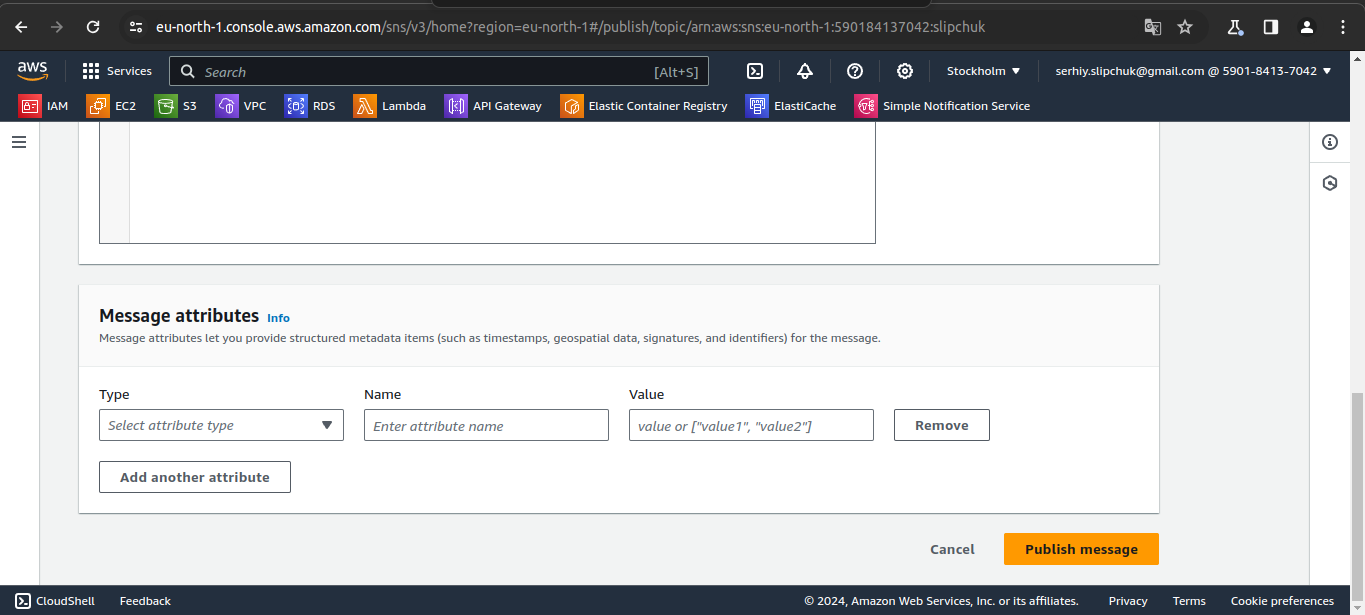 eu-north-1.console.aws.amazon.com/sns/v3/home?region=eu-north-1#/publish/topic/arn:aws:sns:eu-north-1:590184137042:slipchuk
aws Services Search [Alt+S] Stockholm serhiy.slipchuk@gmail.com @ 5901-8413-7042
IAM EC2 S3 VPC RDS Lambda API Gateway Elastic Container Registry ElastiCache Simple Notification Service
Message attributes Info
Message attributes let you provide structured metadata items (such as timestamps, geospatial data, signatures, and identifiers) for the message.
Type Name Value
Select attribute type Enter attribute name value or ["value1", "value2"] Remove
Add another attribute
Cancel Publish message
CloudShell Feedback © 2024, Amazon Web Services, Inc. or its affiliates. Privacy Terms Cookie preferences